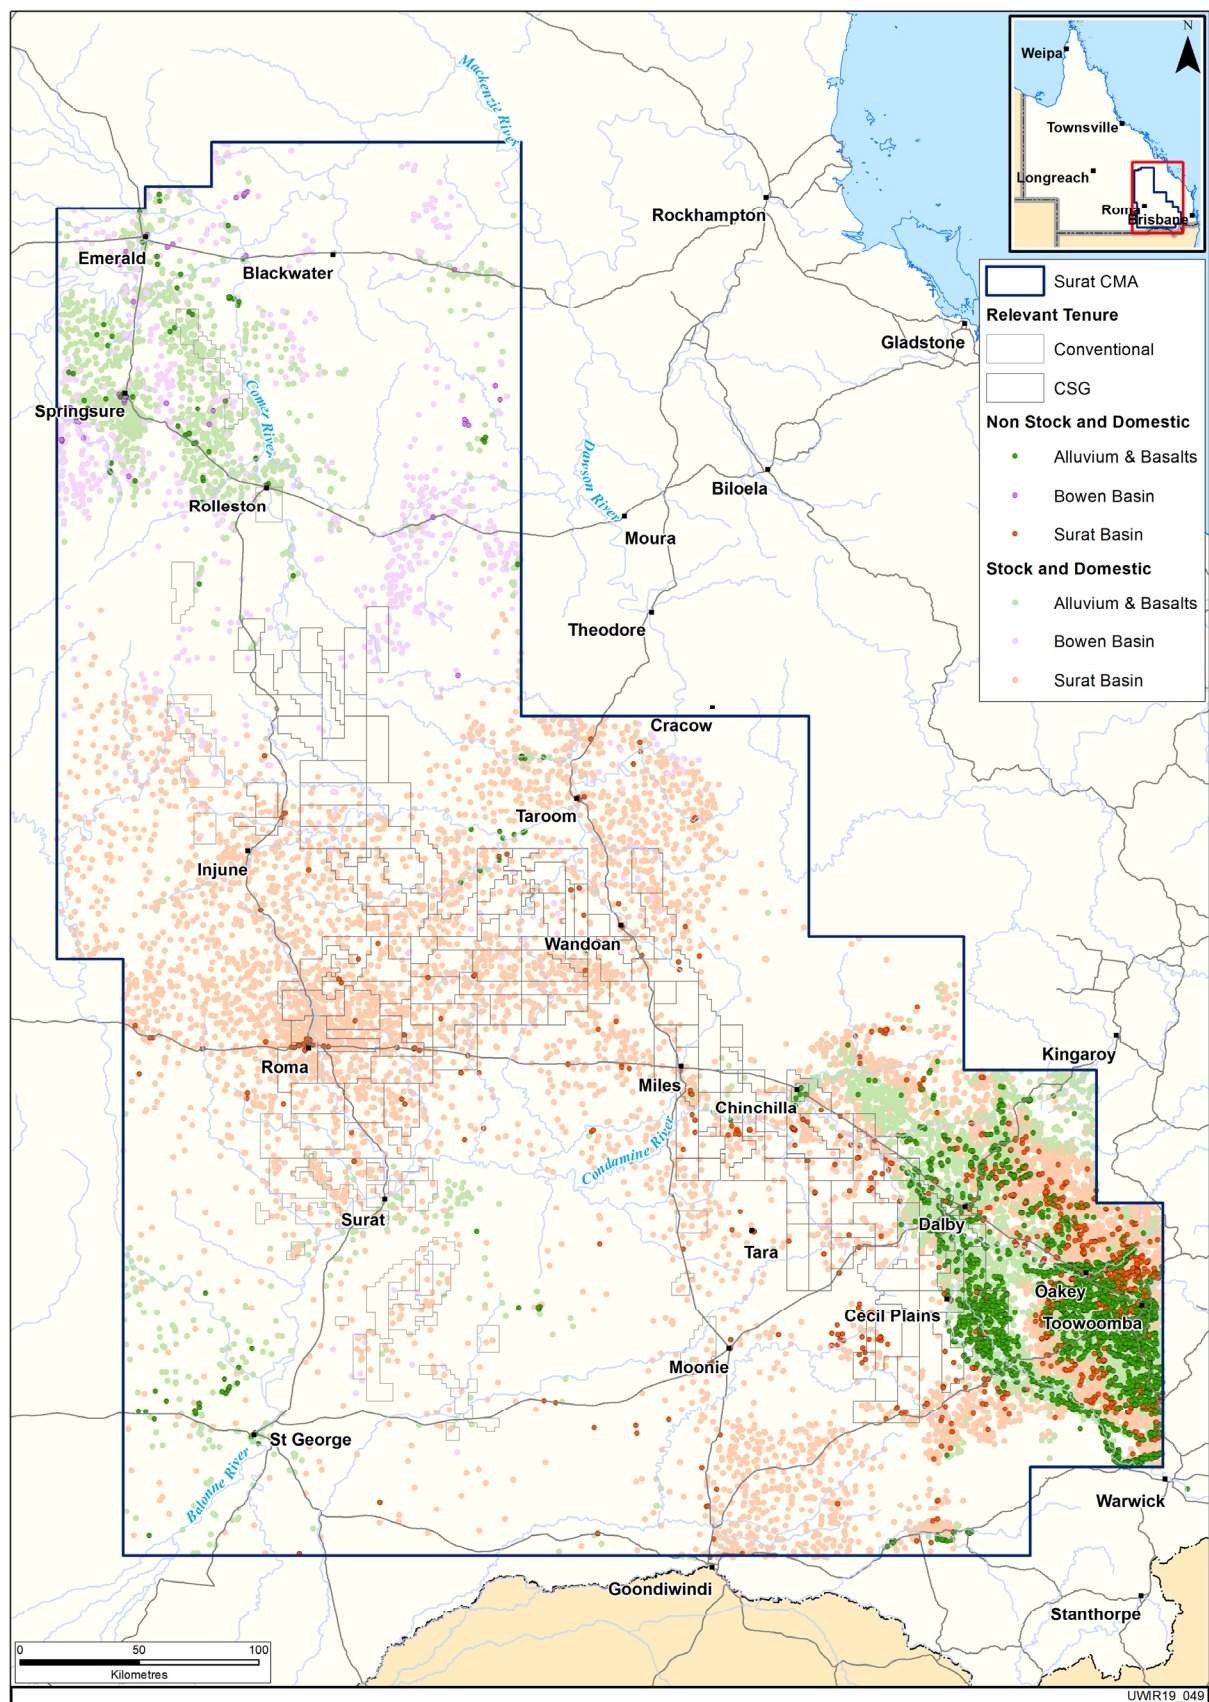 N
Weipa
Townsville
Longreach
Roma
Brisbane
Mackenzie River
Rockhampton
Emerald
Blackwater
Gladstone
Surat CMA
Relevant Tenure
Conventional
CSG
Non Stock and Domestic
Alluvium & Basalts
Bowen Basin
Surat Basin
Stock and Domestic
Alluvium & Basalts
Bowen Basin
Surat Basin
Springsure
Comer River
Rolleston
Dawson River
Biloela
Moura
Theodore
Cracow
Taroom
Injune
Wandoan
Roma
Miles
Kingaroy
Chinchilla
Condamine River
Surat
Dalby
Tara
Oakey
Cecil Plains
Toowoomba
Moonie
St George
Balonne River
Warwick
Goondiwindi
Stanthorpe
0 50 100
Kilometres
UWIR19_049